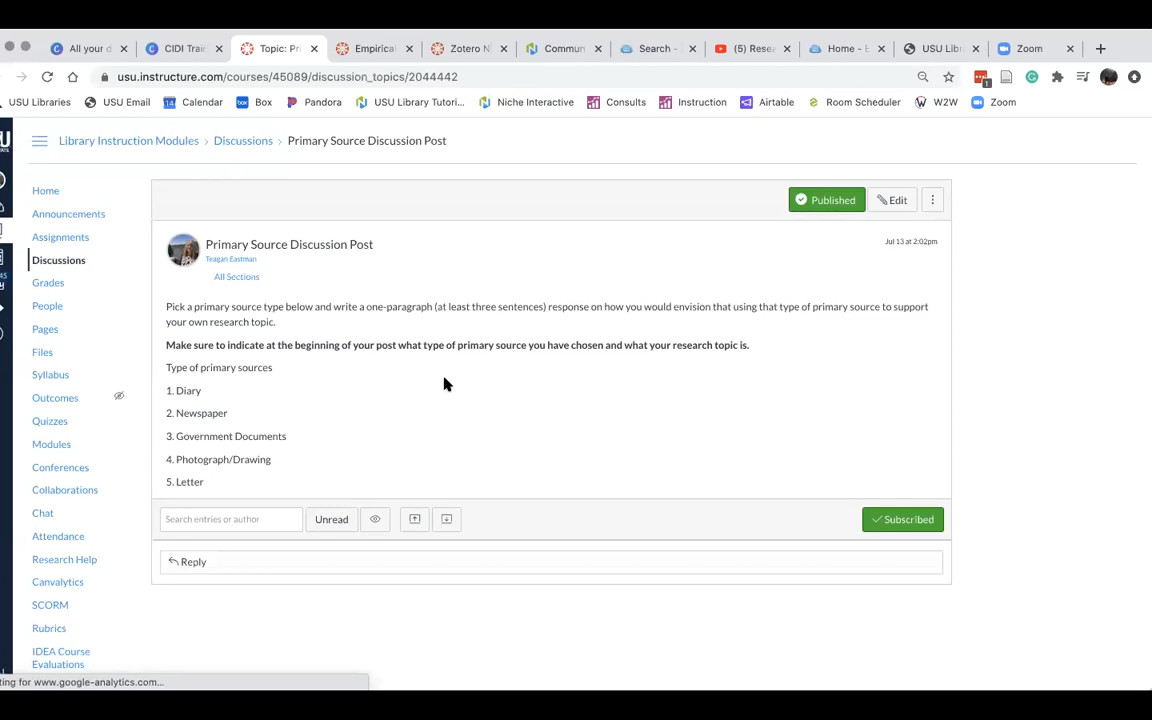 All your d
CIDI Train
Topic: Pri
Empirical
Zotero N
Commun
Search -
(5) Rese
Home - E
USU Libra
Zoom
usu.instructure.com/courses/45089/discussion_topics/2044442
USU Libraries
USU Email
14
Calendar
box
Box
Pandora
USU Library Tutori...
Niche Interactive
Consults
Instruction
Airtable
Room Scheduler
W2W
Zoom
1
Library Instruction Modules > Discussions > Primary Source Discussion Post
Home
Announcements
Assignments
Discussions
Grades
People
Pages
Files
Syllabus
Outcomes
Quizzes
Modules
Conferences
Collaborations
Chat
Attendance
Research Help
Canvalytics
SCORM
Rubrics
IDEA Course
Evaluations
Published
Edit
Primary Source Discussion Post
Teagan Eastman
All Sections
Jul 13 at 2:02pm
Pick a primary source type below and write a one-paragraph (at least three sentences) response on how you would envision that using that type of primary source to support
your own research topic.
Make sure to indicate at the beginning of your post what type of primary source you have chosen and what your research topic is.
Type of primary sources
1. Diary
2. Newspaper
3. Government Documents
4. Photograph/Drawing
5. Letter
Search entries or author
Unread
Subscribed
Reply
ting for www.google-analytics.com...